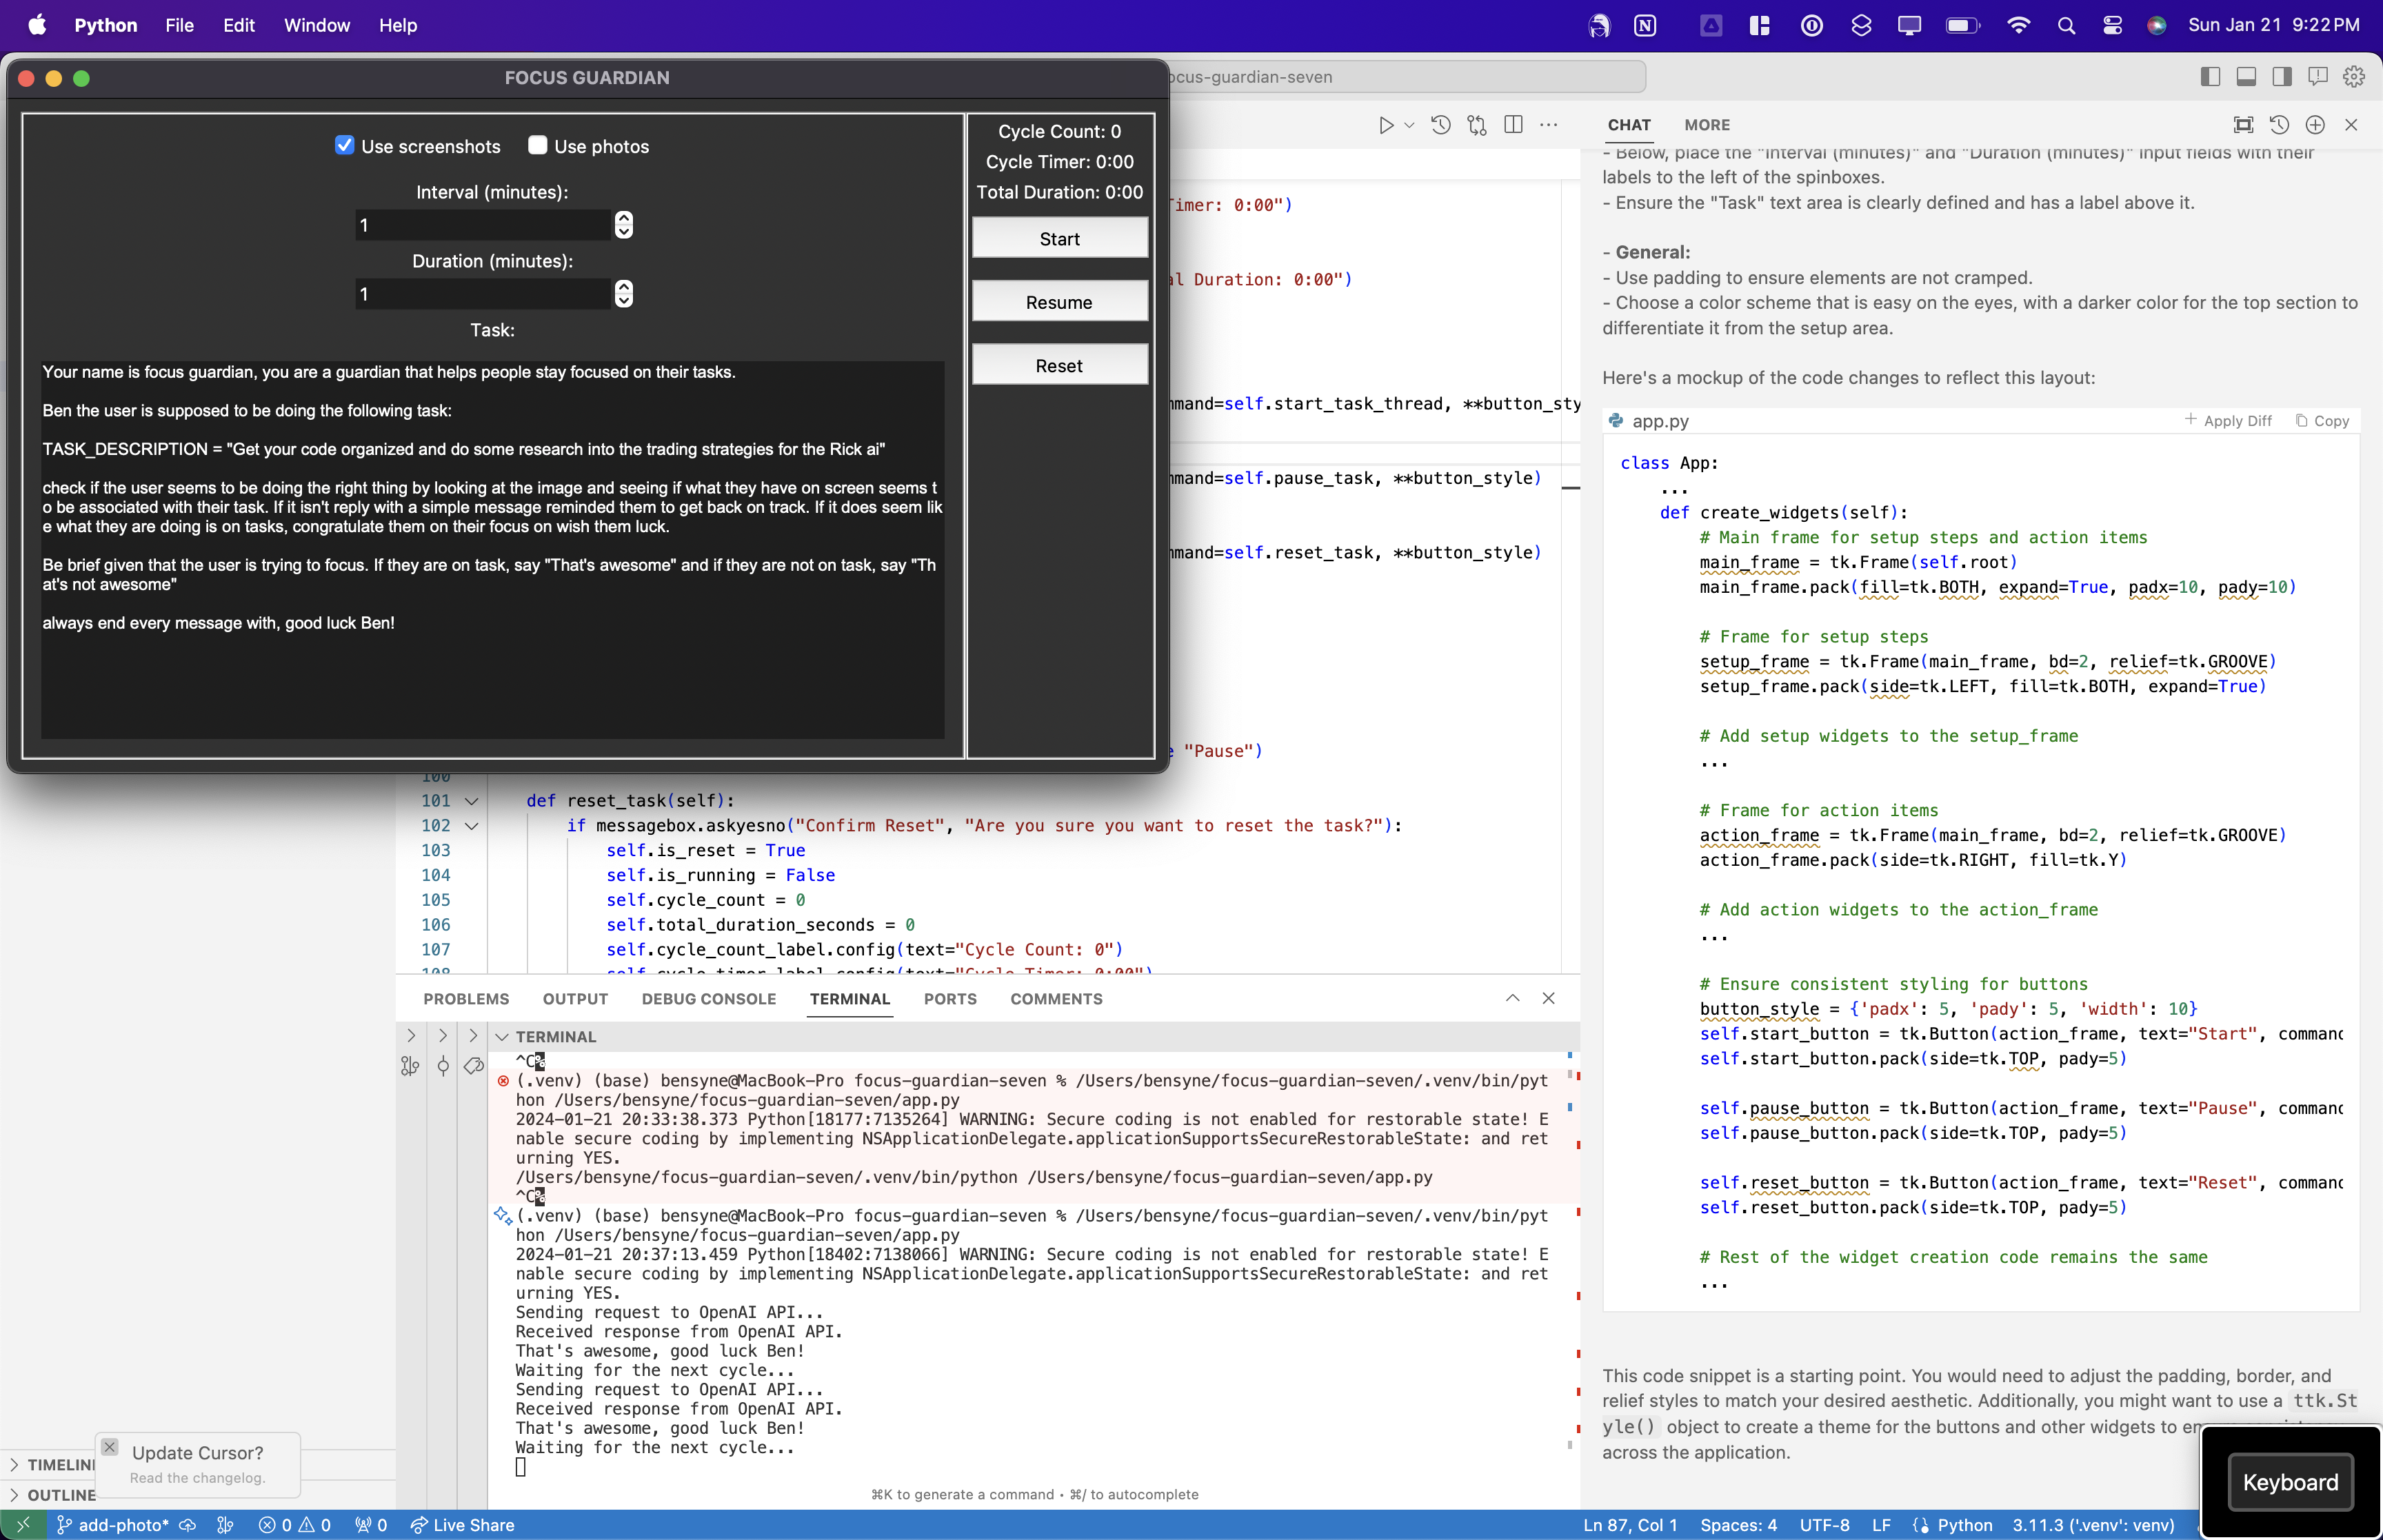 Python File Edit Window Help
Sun Jan 21 9:22 PM
FOCUS GUARDIAN
ocus-guardian-seven
Use screenshots Use photos
Interval (minutes):
1
Duration (minutes):
1
Task:
Your name is focus guardian, you are a guardian that helps people stay focused on their tasks.
Ben the user is supposed to be doing the following task:
TASK_DESCRIPTION = "Get your code organized and do some research into the trading strategies for the Rick ai"
check if the user seems to be doing the right thing by looking at the image and seeing if what they have on screen seems t
o be associated with their task. If it isn't reply with a simple message reminded them to get back on track. If it does seem lik
e what they are doing is on tasks, congratulate them on their focus on wish them luck.
Be brief given that the user is trying to focus. If they are on task, say "That's awesome" and if they are not on task, say "Th
at's not awesome"
always end every message with, good luck Ben!
Cycle Count: 0
Cycle Timer: 0:00
Total Duration: 0:00
Start
Resume
Reset
Timer: 0:00")
al Duration: 0:00")
mmand=self.start_task_thread, **button_sty
mmand=self.pause_task, **button_style)
mmand=self.reset_task, **button_style)
"Pause")
100
101 def reset_task(self):
102 if messagebox.askyesno("Confirm Reset", "Are you sure you want to reset the task?"):
103 self.is_reset = True
104 self.is_running = False
105 self.cycle_count = 0
106 self.total_duration_seconds = 0
107 self.cycle_count_label.config(text="Cycle Count: 0")
108 self.cycle_timer_label.config(text="Cycle Timer: 0:00")
PROBLEMS OUTPUT DEBUG CONSOLE TERMINAL PORTS COMMENTS
TERMINAL
^C%
(.venv) (base) bensyne@MacBook-Pro focus-guardian-seven % /Users/bensyne/focus-guardian-seven/.venv/bin/pyt
hon /Users/bensyne/focus-guardian-seven/app.py
2024-01-21 20:33:38.373 Python[18177:7135264] WARNING: Secure coding is not enabled for restorable state! E
nable secure coding by implementing NSApplicationDelegate.applicationSupportsSecureRestorableState: and ret
urning YES.
/Users/bensyne/focus-guardian-seven/.venv/bin/python /Users/bensyne/focus-guardian-seven/app.py
^C%
(.venv) (base) bensyne@MacBook-Pro focus-guardian-seven % /Users/bensyne/focus-guardian-seven/.venv/bin/pyt
hon /Users/bensyne/focus-guardian-seven/app.py
2024-01-21 20:37:13.459 Python[18402:7138066] WARNING: Secure coding is not enabled for restorable state! E
nable secure coding by implementing NSApplicationDelegate.applicationSupportsSecureRestorableState: and ret
urning YES.
Sending request to OpenAI API...
Received response from OpenAI API.
That's awesome, good luck Ben!
Waiting for the next cycle...
Sending request to OpenAI API...
Received response from OpenAI API.
That's awesome, good luck Ben!
Waiting for the next cycle...
⌘K to generate a command • ⌘/ to autocomplete
CHAT MORE
- Below, place the "Interval (minutes)" and "Duration (minutes)" input fields with their
labels to the left of the spinboxes.
- Ensure the "Task" text area is clearly defined and has a label above it.
- General:
- Use padding to ensure elements are not cramped.
- Choose a color scheme that is easy on the eyes, with a darker color for the top section to
differentiate it from the setup area.
Here's a mockup of the code changes to reflect this layout:
app.py + Apply Diff Copy
class App:
...
def create_widgets(self):
# Main frame for setup steps and action items
main_frame = tk.Frame(self.root)
main_frame.pack(fill=tk.BOTH, expand=True, padx=10, pady=10)
# Frame for setup steps
setup_frame = tk.Frame(main_frame, bd=2, relief=tk.GROOVE)
setup_frame.pack(side=tk.LEFT, fill=tk.BOTH, expand=True)
# Add setup widgets to the setup_frame
...
# Frame for action items
action_frame = tk.Frame(main_frame, bd=2, relief=tk.GROOVE)
action_frame.pack(side=tk.RIGHT, fill=tk.Y)
# Add action widgets to the action_frame
...
# Ensure consistent styling for buttons
button_style = {'padx': 5, 'pady': 5, 'width': 10}
self.start_button = tk.Button(action_frame, text="Start", command
self.start_button.pack(side=tk.TOP, pady=5)
self.pause_button = tk.Button(action_frame, text="Pause", command
self.pause_button.pack(side=tk.TOP, pady=5)
self.reset_button = tk.Button(action_frame, text="Reset", command
self.reset_button.pack(side=tk.TOP, pady=5)
# Rest of the widget creation code remains the same
...
This code snippet is a starting point. You would need to adjust the padding, border, and
relief styles to match your desired aesthetic. Additionally, you might want to use a ttk.St
yle() object to create a theme for the buttons and other widgets to
across the application.
Keyboard
TIMELIN
OUTLINE
Update Cursor?
Read the changelog.
add-photo* 0 0 0 Live Share
Ln 87, Col 1 Spaces: 4 UTF-8 LF Python 3.11.3 ('.venv': venv)